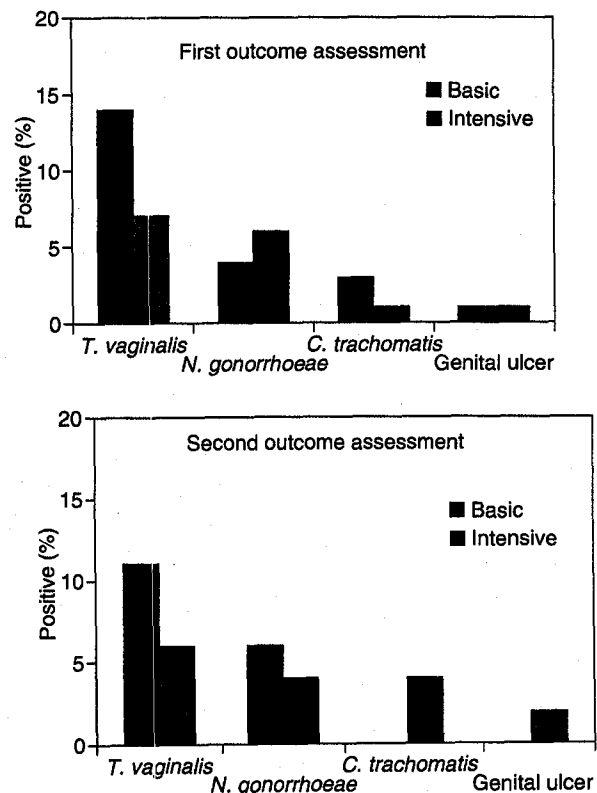 20
First outcome assessment
Basic
15
Intensive
Positive (%)
10
5
0
T. vaginalis
C. trachomatis
N. gonorrhoeae
Genital ulcer
20
Second outcome assessment
15
Basic
Intensive
Positive (%)
10
5
0
T. vaginalis
C. trachomatis
N. gonorrhoeae
Genital ulcer